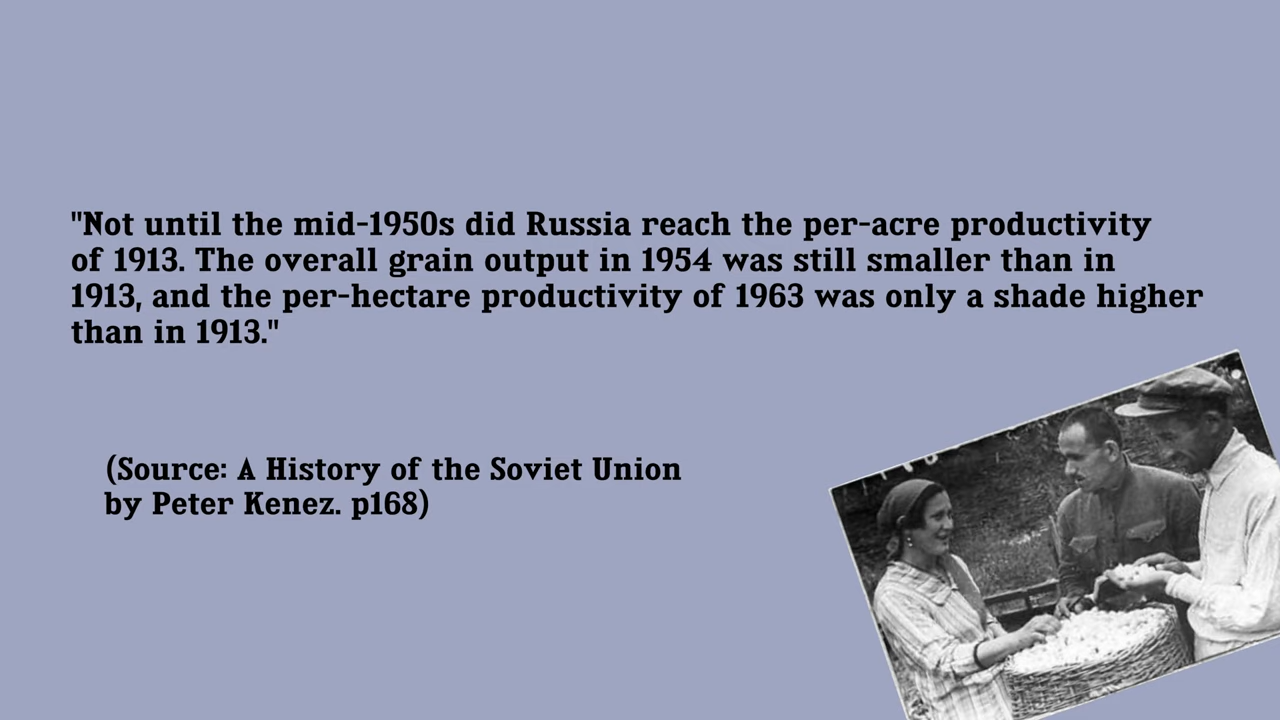 "Not until the mid-1950s did Russia reach the per-acre productivity
of 1913. The overall grain output in 1954 was still smaller than in
1913, and the per-hectare productivity of 1963 was only a shade higher
than in 1913."
(Source: A History of the Soviet Union
by Peter Kenez. p168)